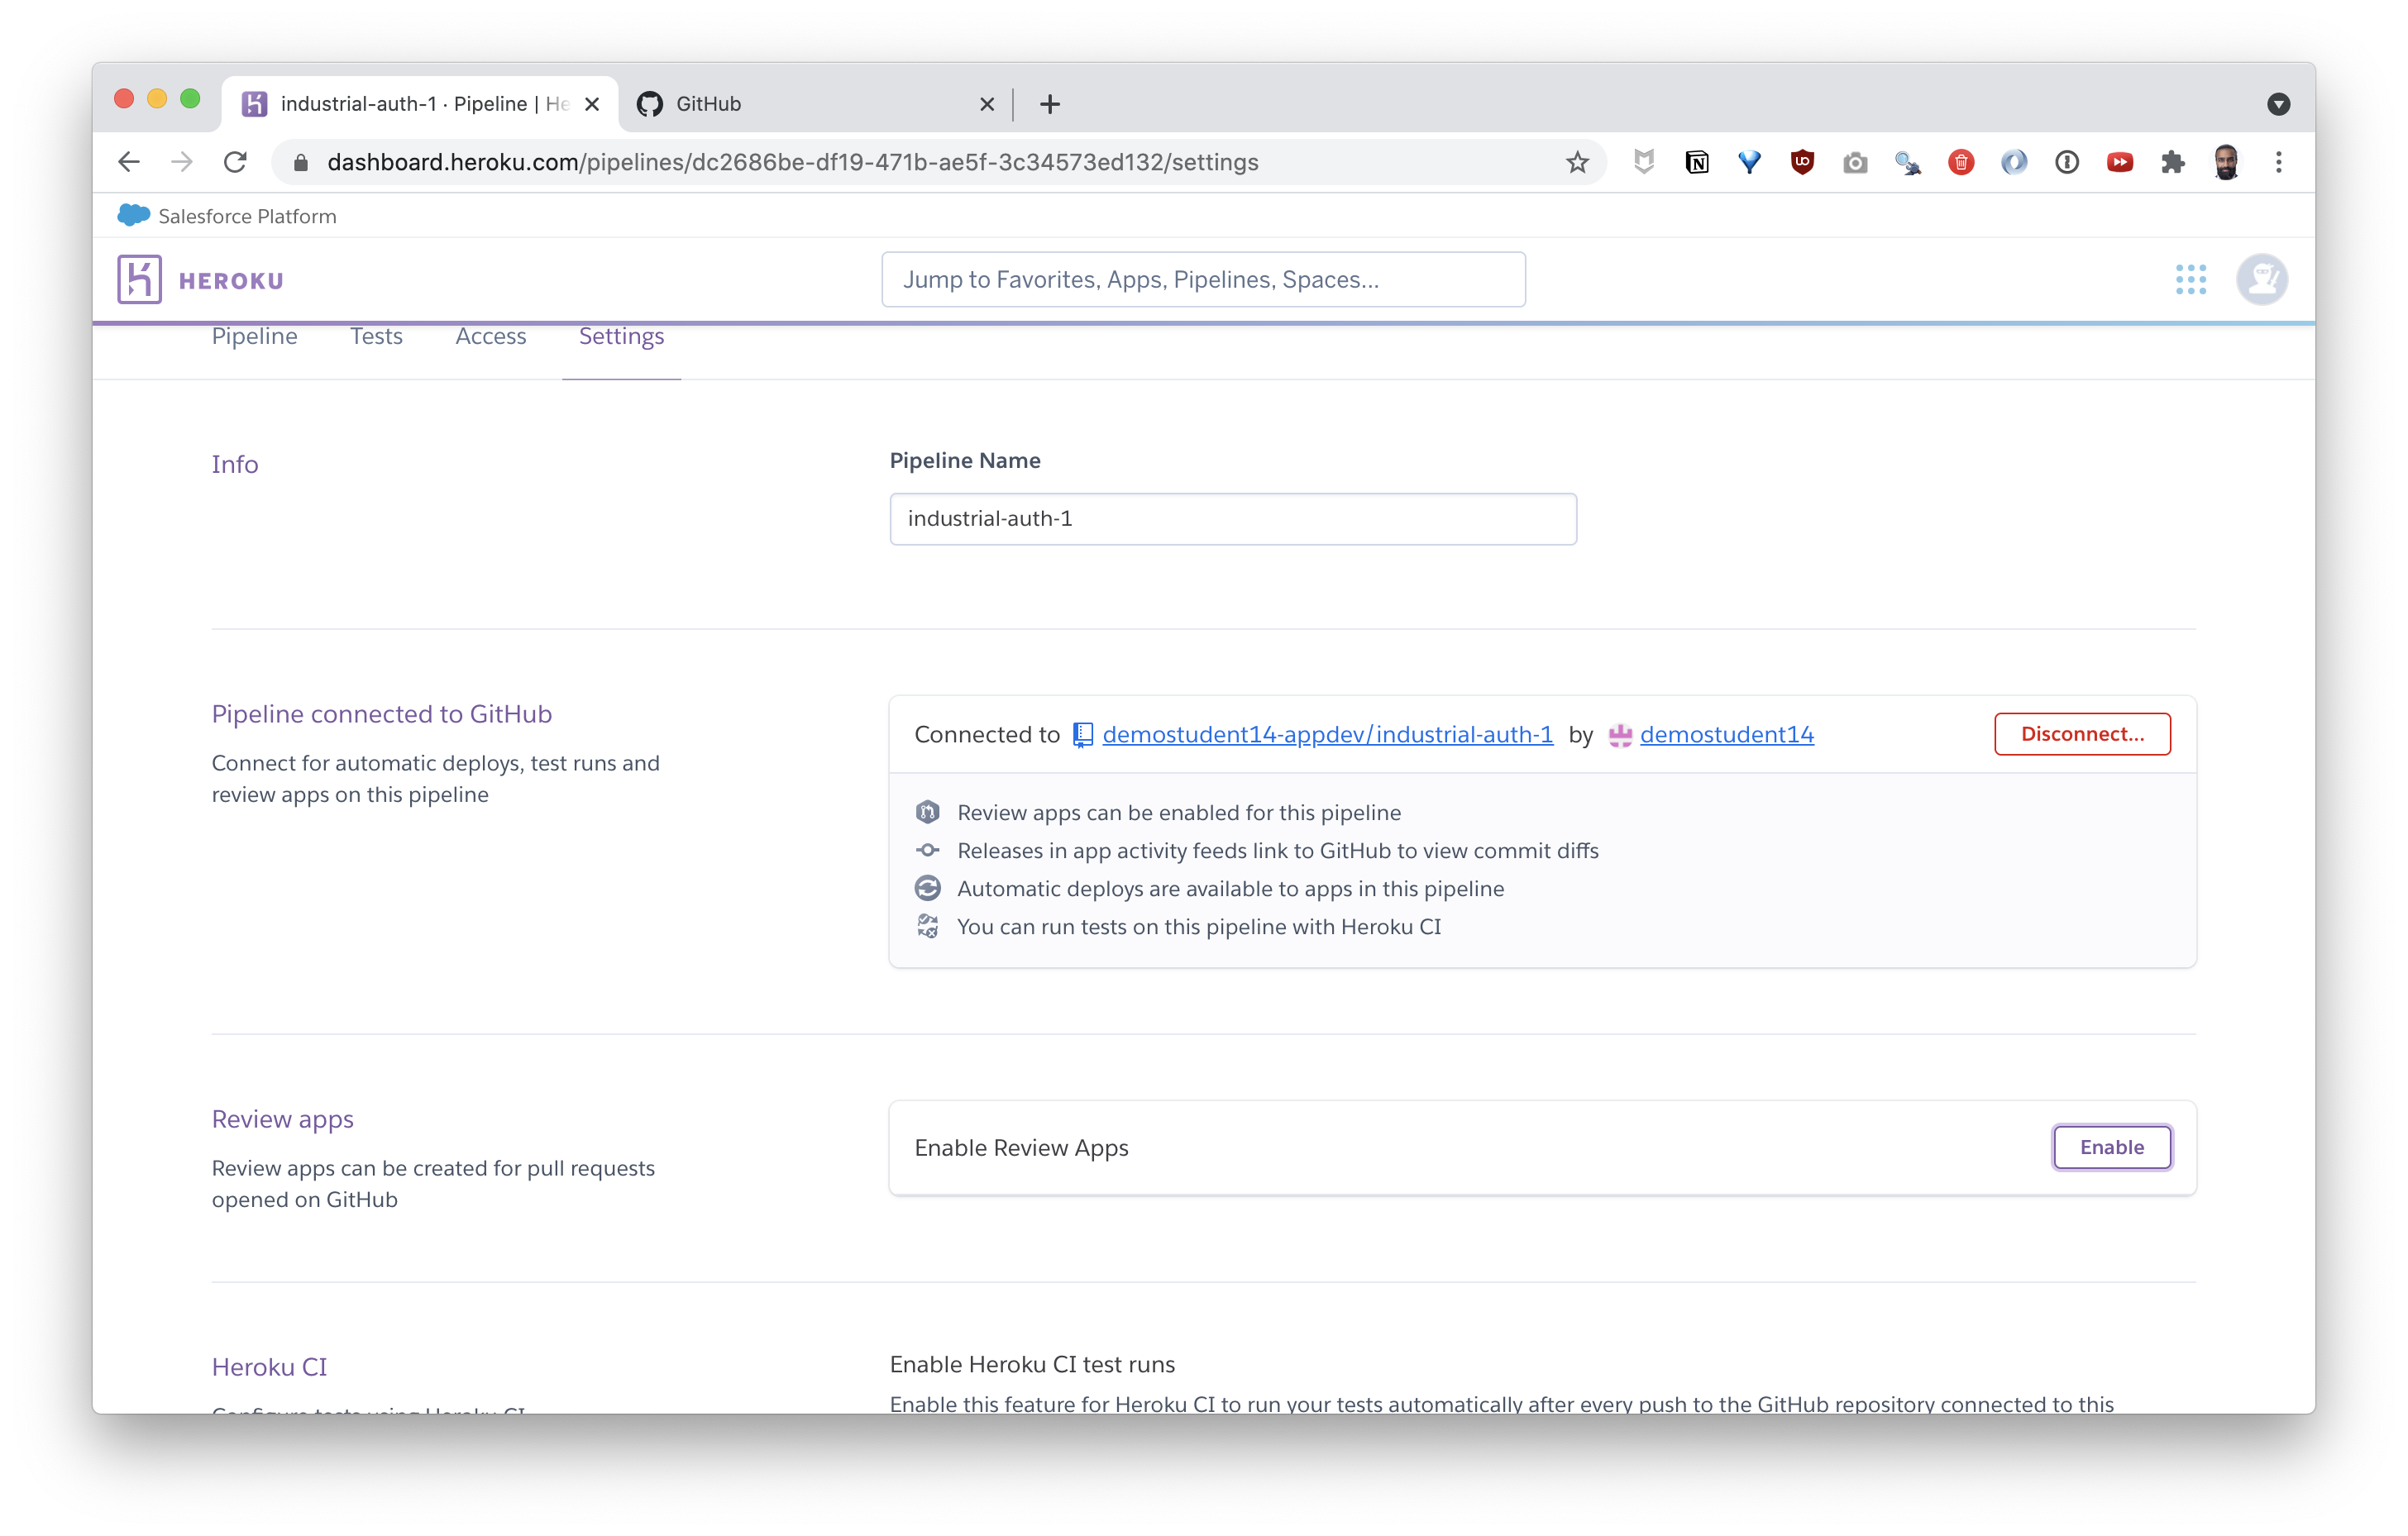 industrial-auth-1 · Pipeline | He
GitHub
dashboard.heroku.com/pipelines/dc2686be-df19-471b-ae5f-3c34573ed132/settings
Salesforce Platform
HEROKU
Jump to Favorites, Apps, Pipelines, Spaces...
Pipeline Tests Access Settings
Info
Pipeline Name
industrial-auth-1
Pipeline connected to GitHub
Connect for automatic deploys, test runs and
review apps on this pipeline
Connected to demostudent14-appdev/industrial-auth-1 by demostudent14
Disconnect...
Review apps can be enabled for this pipeline
Releases in app activity feeds link to GitHub to view commit diffs
Automatic deploys are available to apps in this pipeline
You can run tests on this pipeline with Heroku CI
Review apps
Review apps can be created for pull requests
opened on GitHub
Enable Review Apps
Enable
Heroku CI
Configure tests using Heroku CI
Enable Heroku CI test runs
Enable this feature for Heroku CI to run your tests automatically after every push to the GitHub repository connected to this